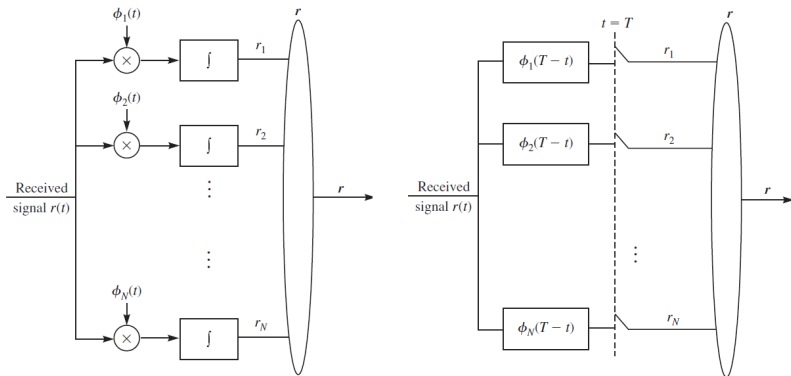 ϕ₁(t)
×
∫
r₁
r
ϕ₂(t)
×
∫
r₂
⋮
Received
signal r(t)
r
⋮
ϕN(t)
×
∫
rN
t = T
r
ϕ₁(T − t)
r₁
ϕ₂(T − t)
r₂
Received
signal r(t)
r
⋮
ϕN(T − t)
rN